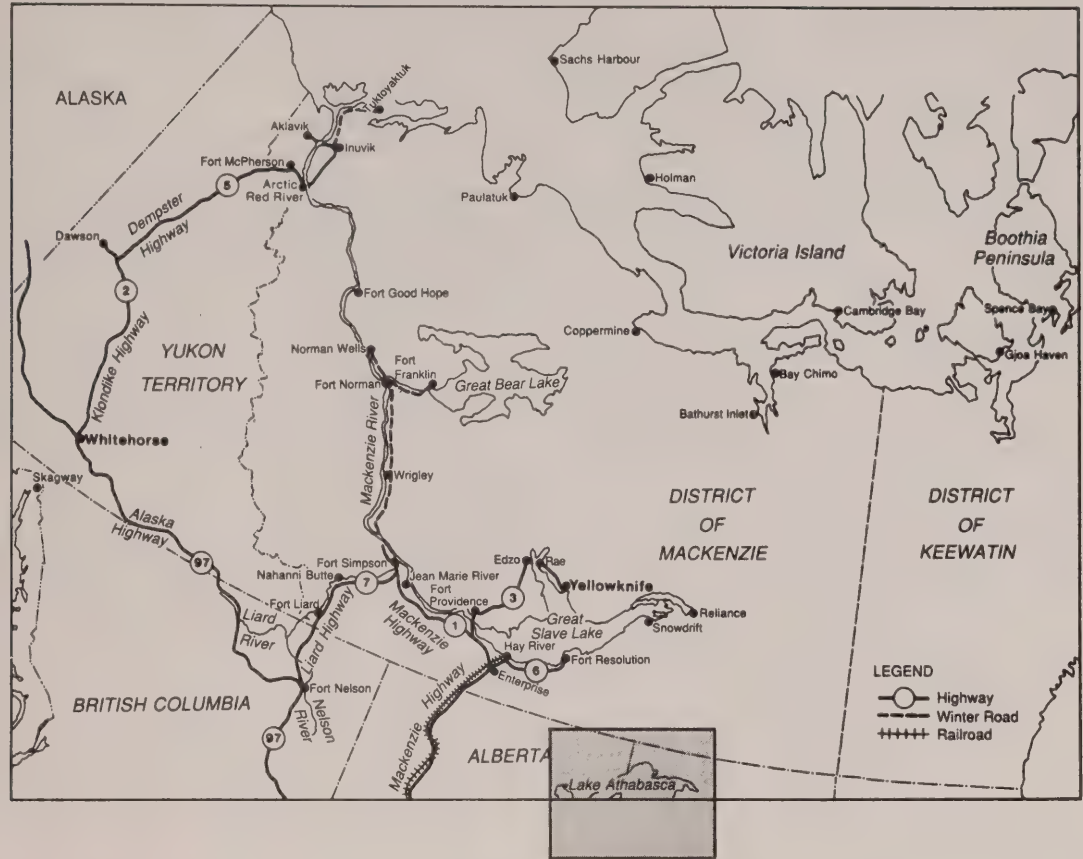 ALASKA
Sachs Harbour
Tuktoyaktuk
Aklavik
Inuvik
Fort McPherson
Arctic
Red River
5
Dempster
Highway
Dawson
2
Klondike Highway
Paulatuk
Holman
Victoria Island
Boothia
Peninsula
Fort Good Hope
Cambridge Bay
Spence Bay
Coppermine
Gjoa Haven
Norman Wells
Fort
Franklin
Great Bear Lake
Fort Norman
Bay Chimo
Bathurst Inlet
YUKON
TERRITORY
Whitehorse
Mackenzie River
Wrigley
Skagway
Alaska
Highway
97
DISTRICT
OF
MACKENZIE
DISTRICT
OF
KEEWATIN
Fort Simpson
Nahanni Butte
7
Jean Marie River
Edzo
Rae
Yellowknife
Fort
Providence
3
Fort Liard
Liard
River
Liard Highway
Mackenzie
Highway
1
Great
Slave Lake
Reliance
Snowdrift
Hay River
6
Fort Resolution
Enterprise
Fort Nelson
Nelson
River
97
BRITISH COLUMBIA
Mackenzie Highway
ALBERTA
Lake Athabasca
LEGEND
Highway
Winter Road
Railroad